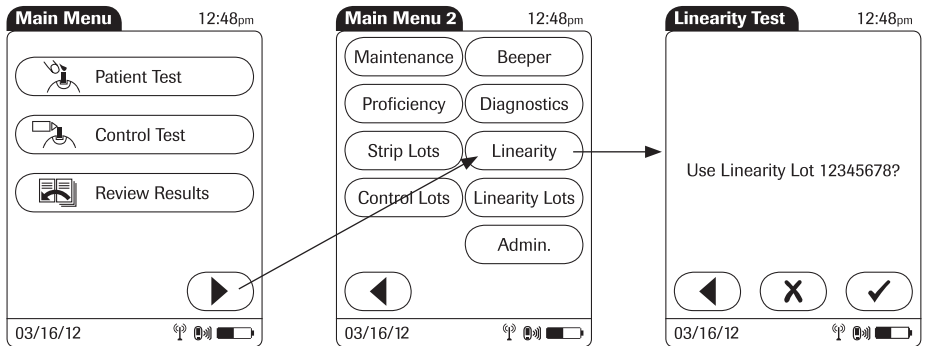 Main Menu 12:48pm
Patient Test
Control Test
Review Results
03/16/12
Main Menu 2 12:48pm
Maintenance Beeper
Proficiency Diagnostics
Strip Lots Linearity
Control Lots Linearity Lots
Admin.
03/16/12
Linearity Test 12:48pm
Use Linearity Lot 12345678?
03/16/12